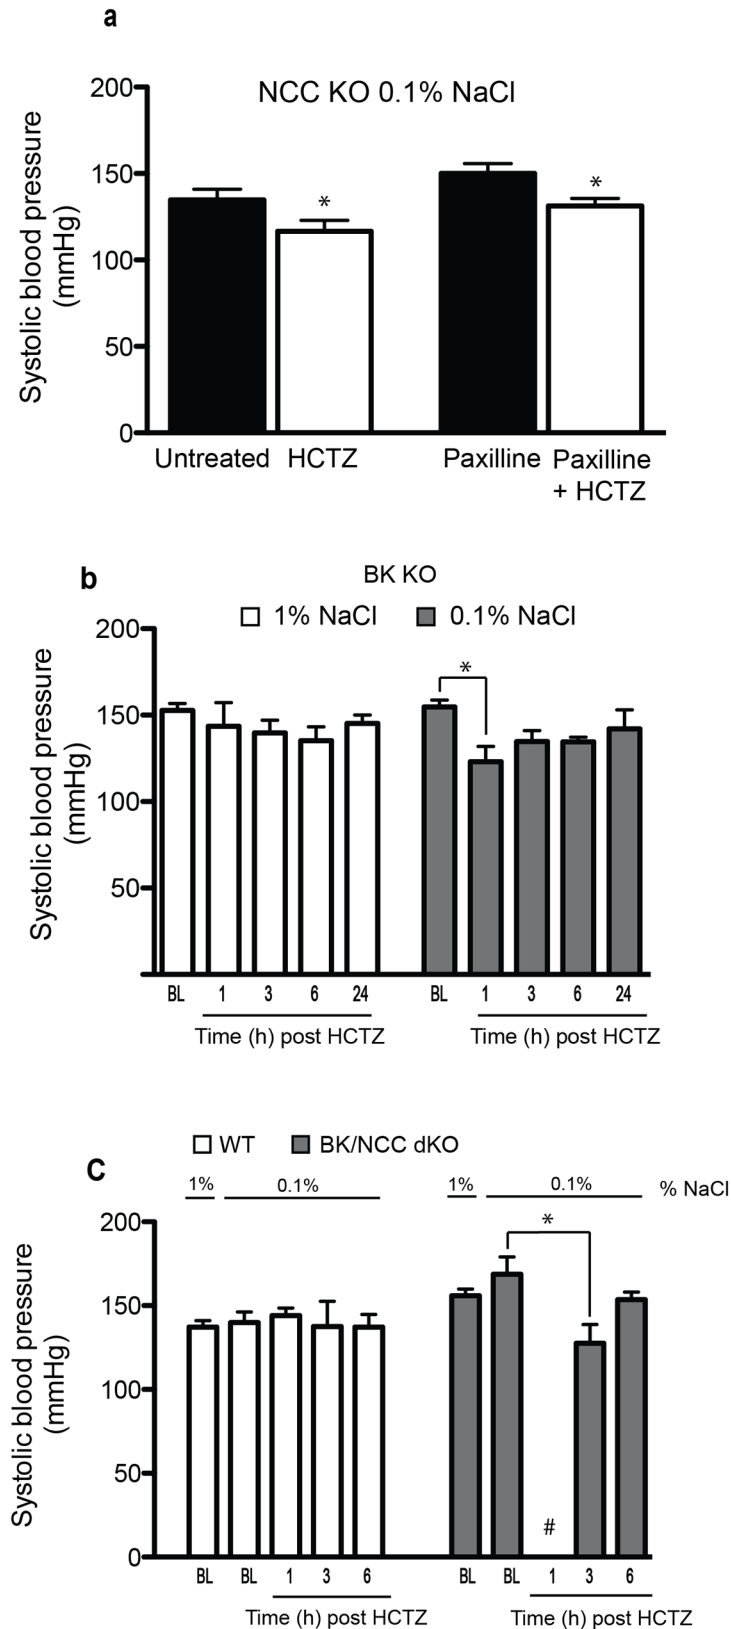 a
NCC KO 0.1% NaCl
Systolic blood pressure
(mmHg)
200
150
100
50
0
*
*
Untreated HCTZ Paxilline Paxilline
+ HCTZ
b
BK KO
1% NaCl 0.1% NaCl
Systolic blood pressure
(mmHg)
200
150
100
50
*
BL 1 3 6 24 BL 1 3 6 24
Time (h) post HCTZ Time (h) post HCTZ
WT BK/NCC dKO
C
1% 0.1% 1% 0.1% % NaCl
Systolic blood pressure
(mmHg)
200
150
100
50
0
*
#
BL BL 1 3 6 BL BL 1 3 6
Time (h) post HCTZ Time (h) post HCTZ